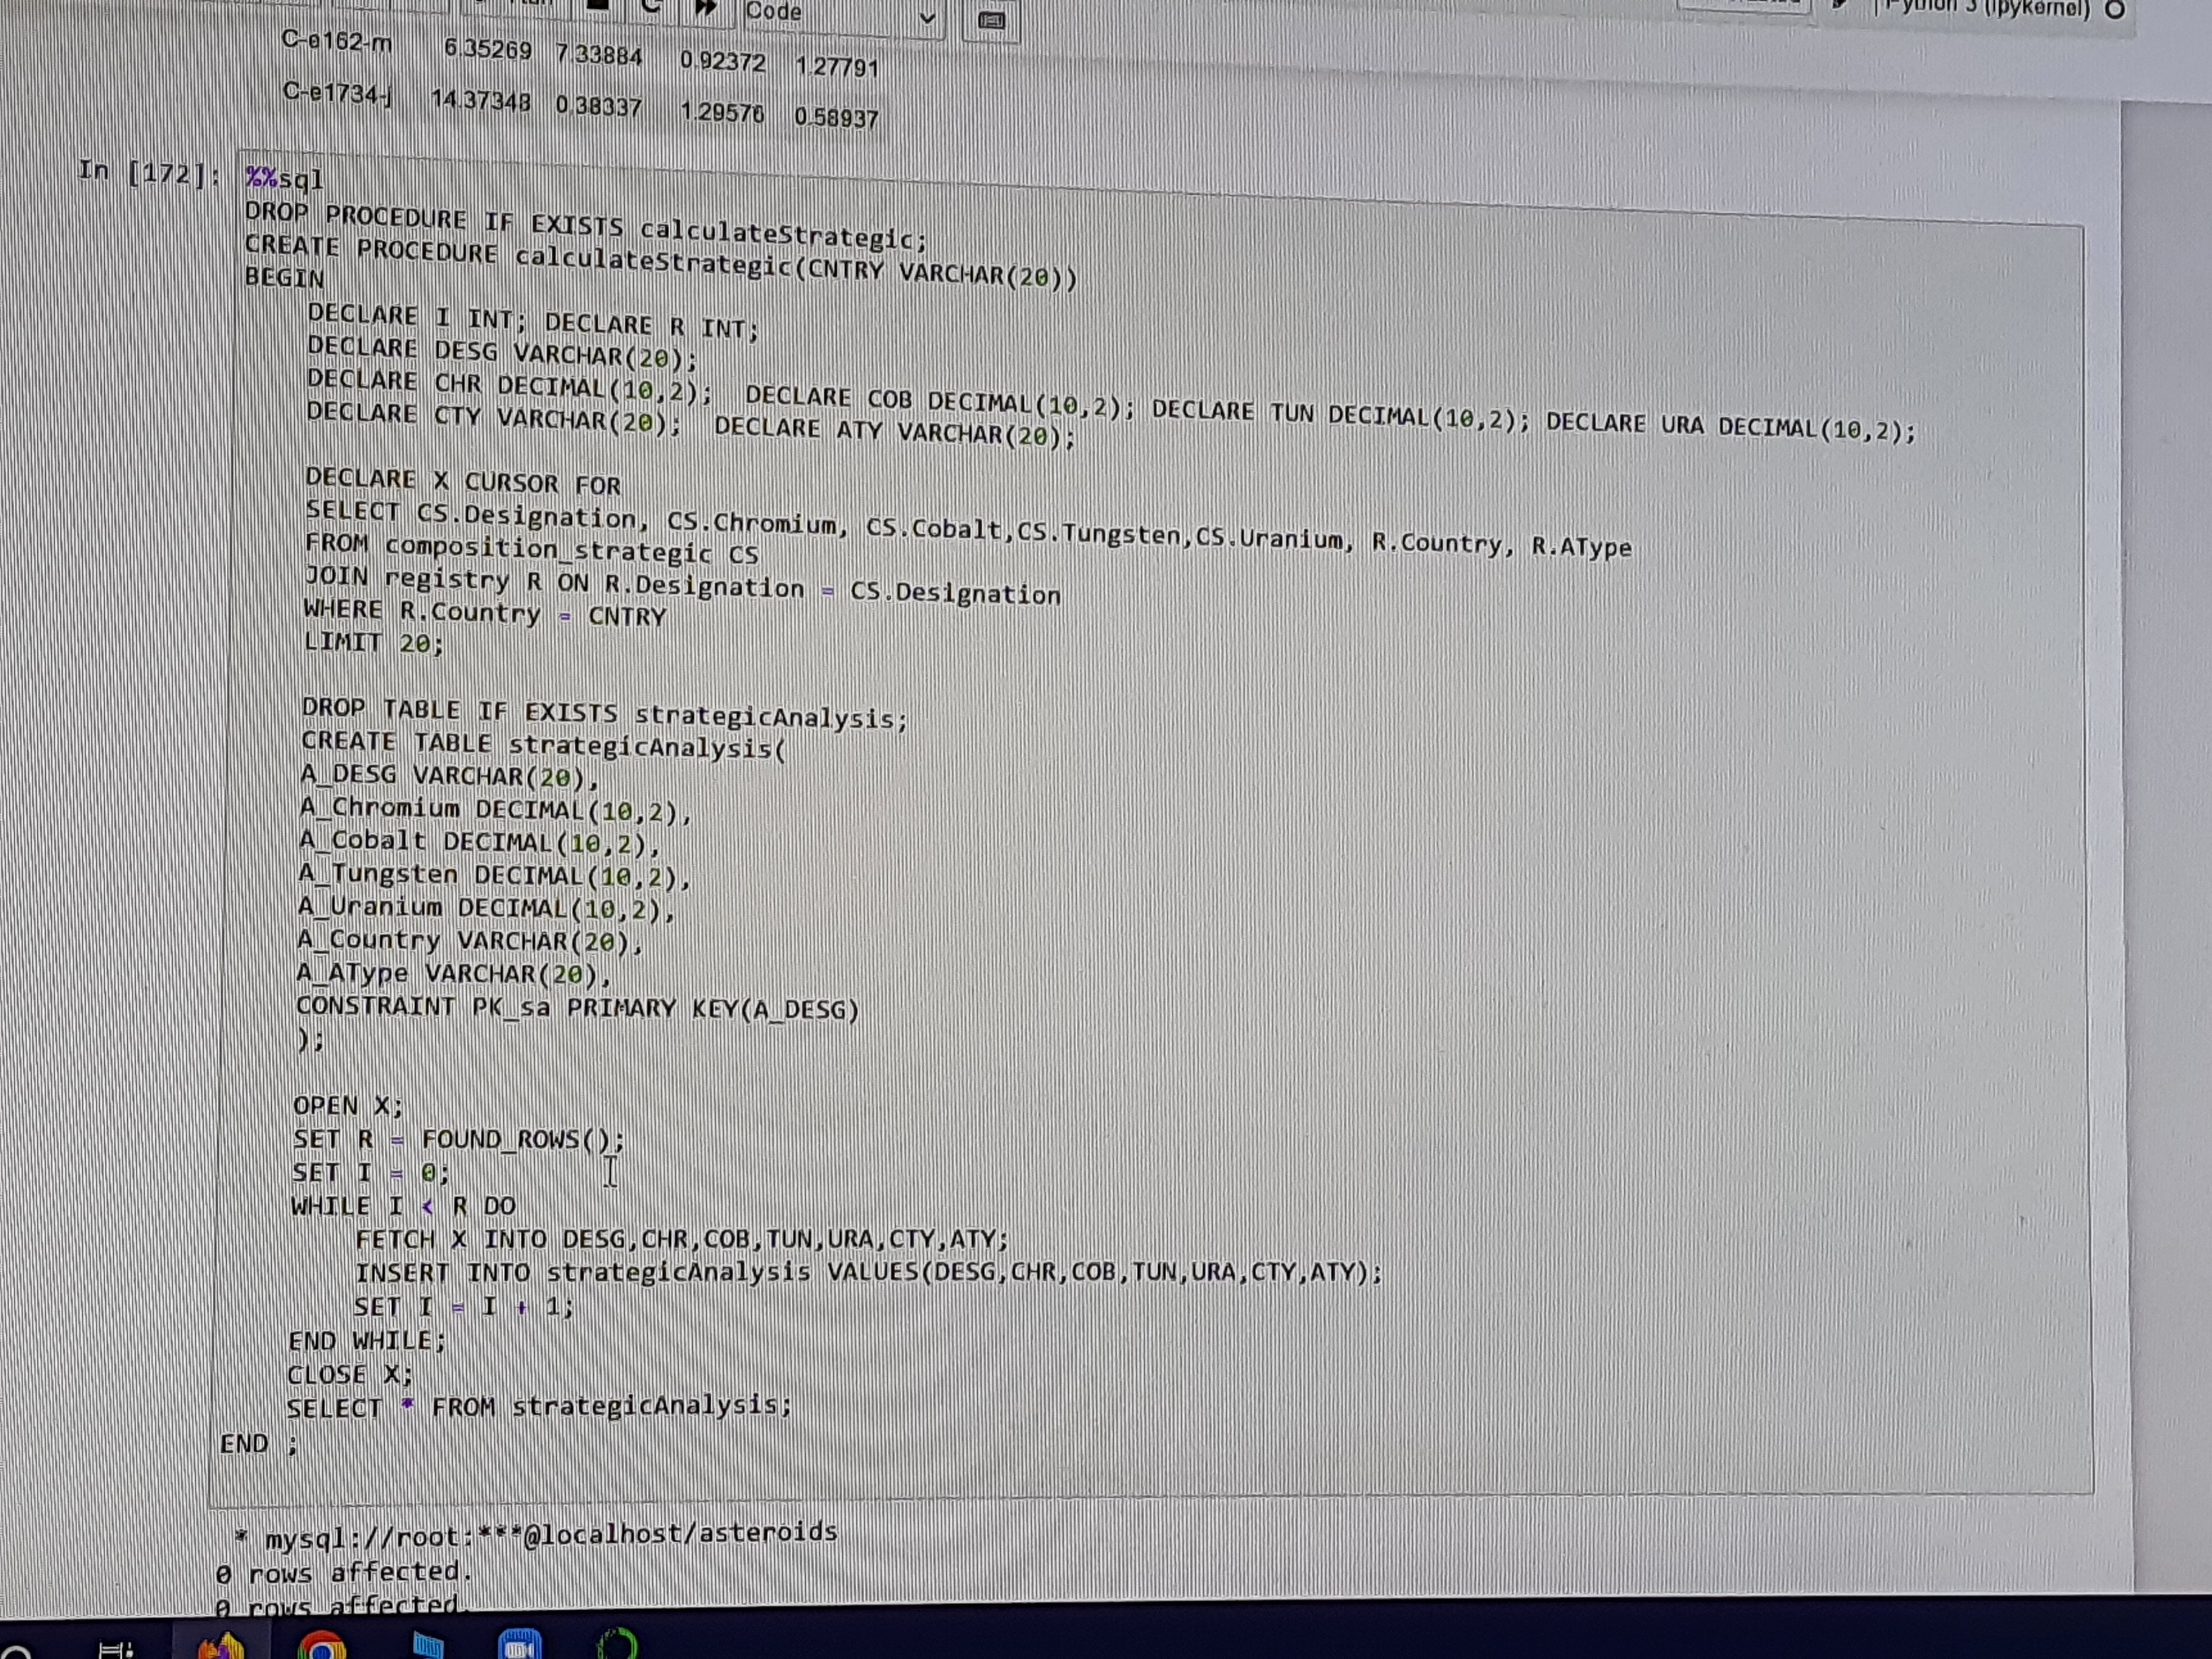 Code
Python 3 (ipykernel)
C-e162-m 6.35269 7.33884 0.92372 1.27791
C-e1734-j 14.37348 0.38337 1.29576 0.58937
In [172]: %%sql
DROP PROCEDURE IF EXISTS calculateStrategic;
CREATE PROCEDURE calculateStrategic(CNTRY VARCHAR(20))
BEGIN
DECLARE I INT; DECLARE R INT;
DECLARE DESG VARCHAR(20);
DECLARE CHR DECIMAL(10,2); DECLARE COB DECIMAL(10,2); DECLARE TUN DECIMAL(10,2); DECLARE URA DECIMAL(10,2);
DECLARE CTY VARCHAR(20); DECLARE ATY VARCHAR(20);
DECLARE X CURSOR FOR
SELECT CS.Designation, CS.Chromium, CS.Cobalt,CS.Tungsten,CS.Uranium, R.Country, R.AType
FROM composition_strategic CS
JOIN registry R ON R.Designation = CS.Designation
WHERE R.Country = CNTRY
LIMIT 20;
DROP TABLE IF EXISTS strategicAnalysis;
CREATE TABLE strategicAnalysis(
A_DESG VARCHAR(20),
A_Chromium DECIMAL(10,2),
A_Cobalt DECIMAL(10,2),
A_Tungsten DECIMAL(10,2),
A_Uranium DECIMAL(10,2),
A_Country VARCHAR(20),
A_AType VARCHAR(20),
CONSTRAINT PK_sa PRIMARY KEY(A_DESG)
);
OPEN X;
SET R = FOUND_ROWS();
SET I = 0;
WHILE I < R DO
FETCH X INTO DESG,CHR,COB,TUN,URA,CTY,ATY;
INSERT INTO strategicAnalysis VALUES(DESG,CHR,COB,TUN,URA,CTY,ATY);
SET I = I + 1;
END WHILE;
CLOSE X;
SELECT * FROM strategicAnalysis;
END ;
* mysql://root:***@localhost/asteroids
0 rows affected.
0 rows affected.